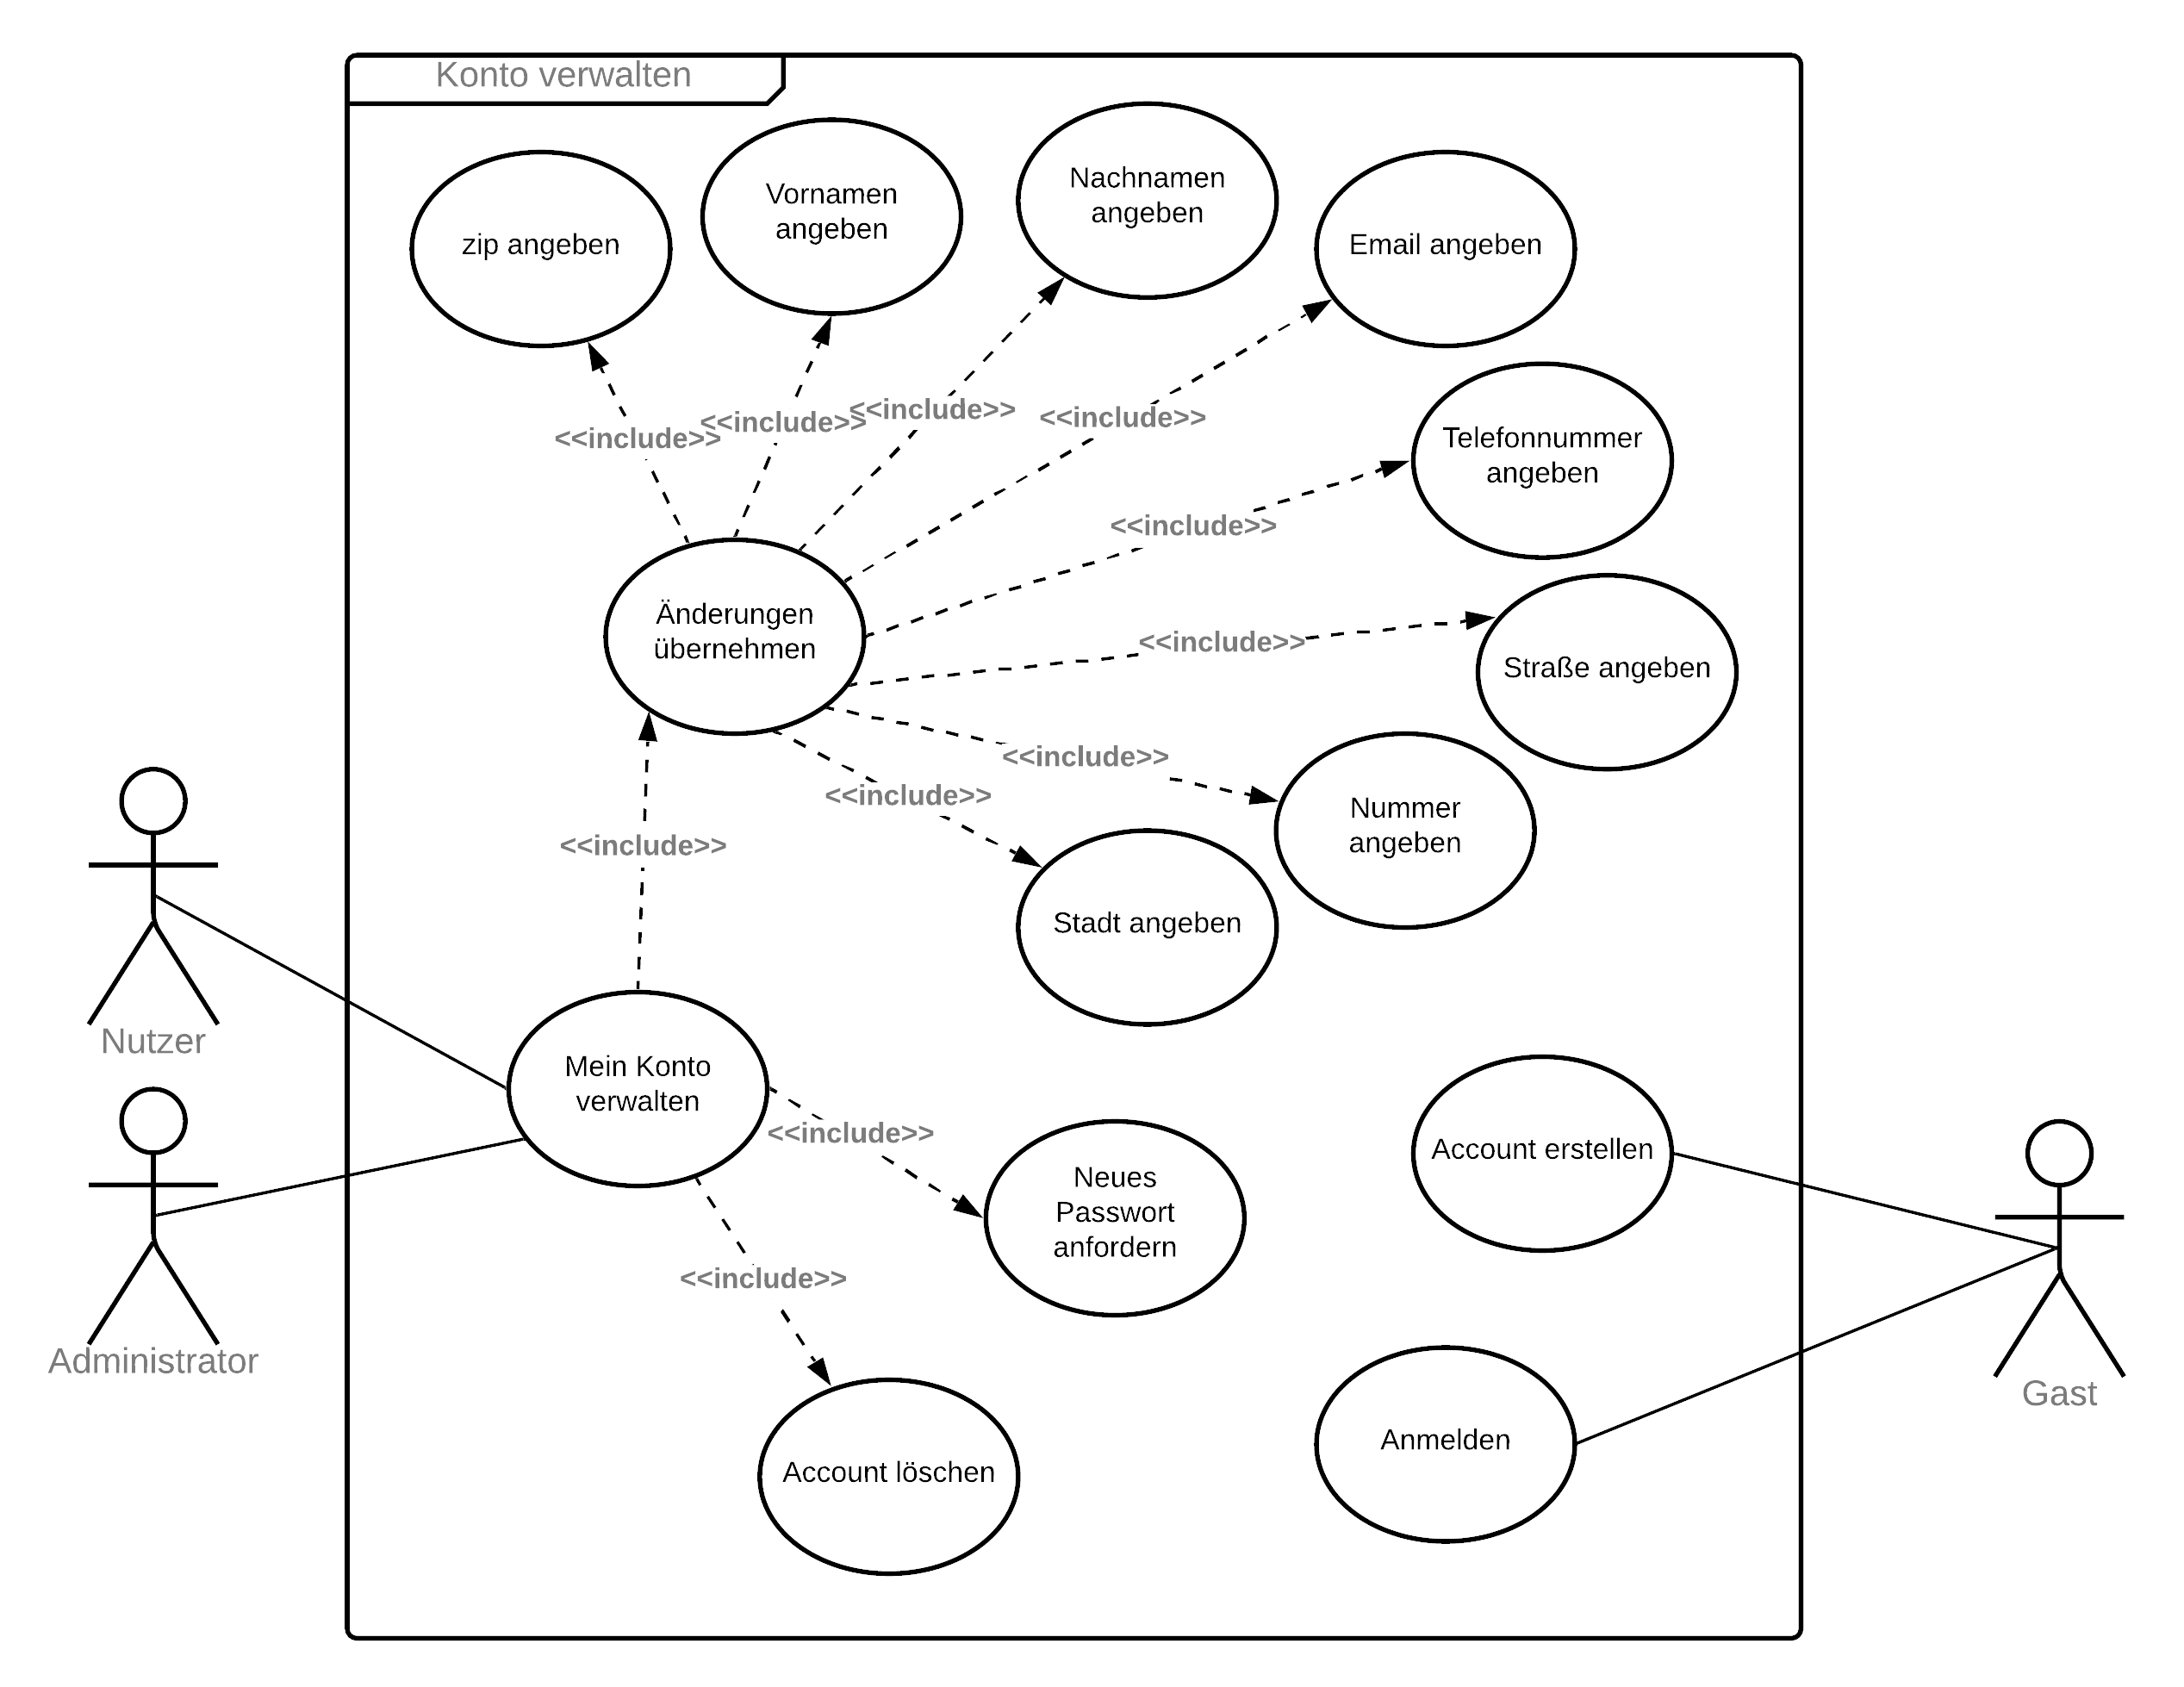 Konto verwalten
zip angeben
Vornamen
angeben
Nachnamen
angeben
Email angeben
<<include>>
<<include>>
<<include>>
<<include>>
Telefonnummer
angeben
<<include>>
Änderungen
übernehmen
<<include>>
Straße angeben
<<include>>
<<include>>
Nummer
angeben
<<include>>
Stadt angeben
Nutzer
Mein Konto
verwalten
<<include>>
Neues
Passwort
anfordern
Account erstellen
<<include>>
Administrator
Account löschen
Anmelden
Gast